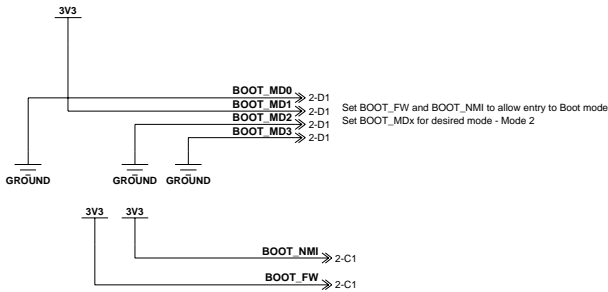 3V3
BOOT_MD0 2-D1
BOOT_MD1 2-D1 Set BOOT_FW and BOOT_NMI to allow entry to Boot mode
BOOT_MD2 2-D1 Set BOOT_MDx for desired mode - Mode 2
BOOT_MD3 2-D1
GROUND GROUND GROUND
3V3 3V3
BOOT_NMI 2-C1
BOOT_FW 2-C1